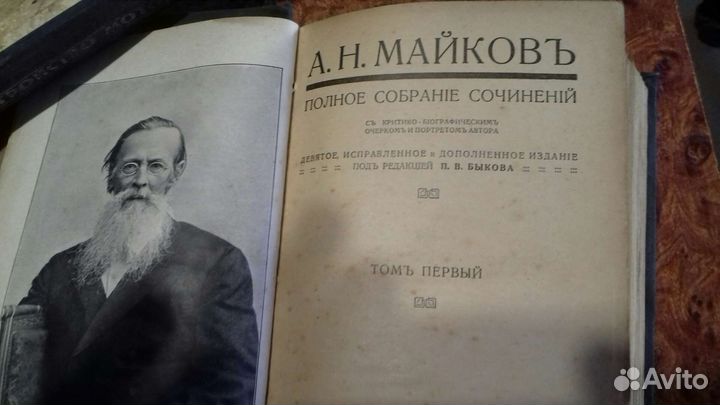 А. Н. МАЙКОВЪ
ПОЛНОЕ СОБРАНІЕ СОЧИНЕНІЙ
СЪ КРИТИКО-БІОГРАФИЧЕСКИМЪ
ОЧЕРКОМЪ И ПОРТРЕТОМЪ АВТОРА
ДЕВЯТОЕ, ИСПРАВЛЕННОЕ и ДОПОЛНЕННОЕ ИЗДАНІЕ
ПОДЪ РЕДАКЦІЕЙ П. В. БЫКОВА
ТОМЪ ПЕРВЫЙ
Avito